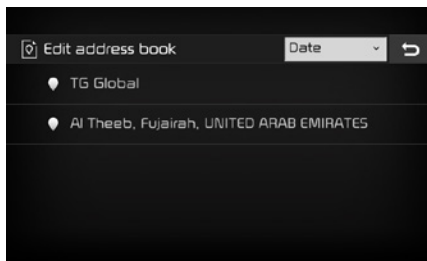 Edit address book
Date
TG Global
Al Theeb, Fujairah, UNITED ARAB EMIRATES